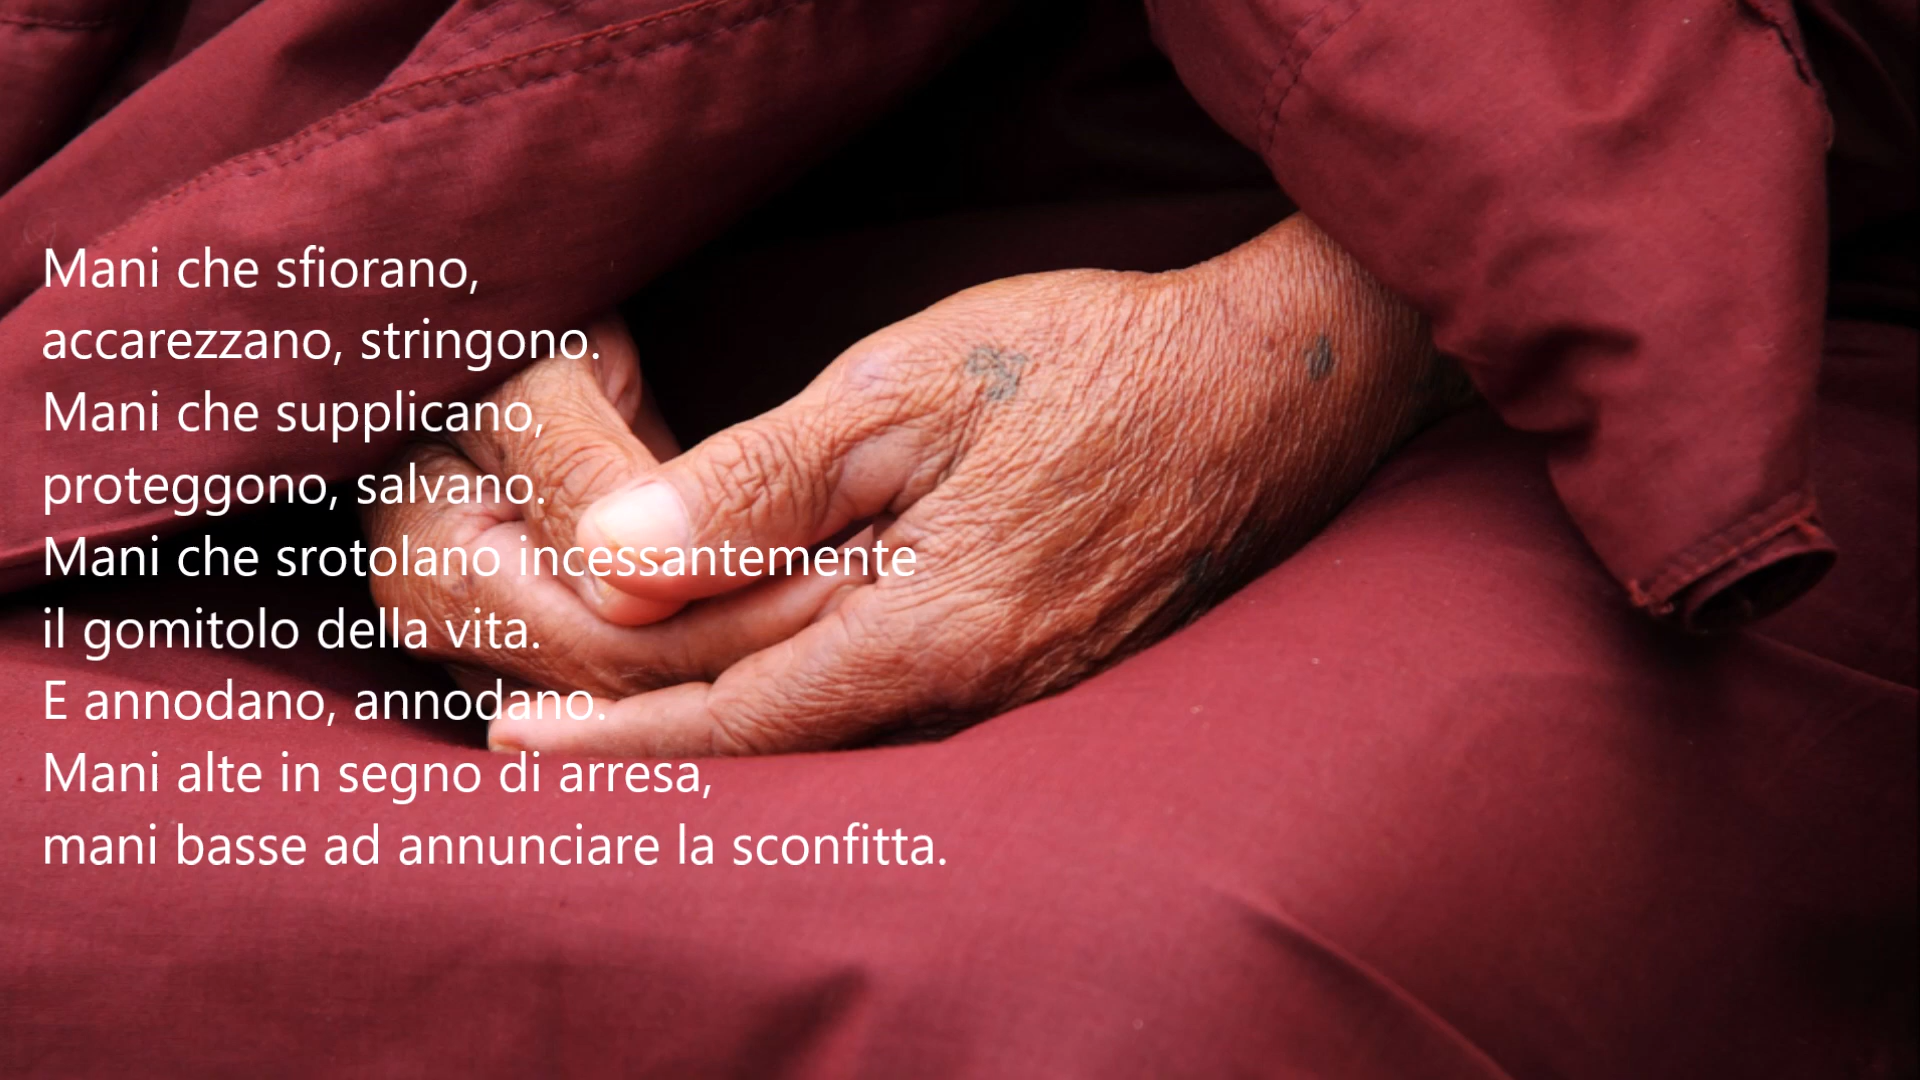 Mani che sfiorano,
accarezzano, stringono.
Mani che supplicano,
proteggono, salvano.
Mani che srotolano incessantemente
il gomitolo della vita.
E annodano, annodano.
Mani alte in segno di arresa,
mani basse ad annunciare la sconfitta.